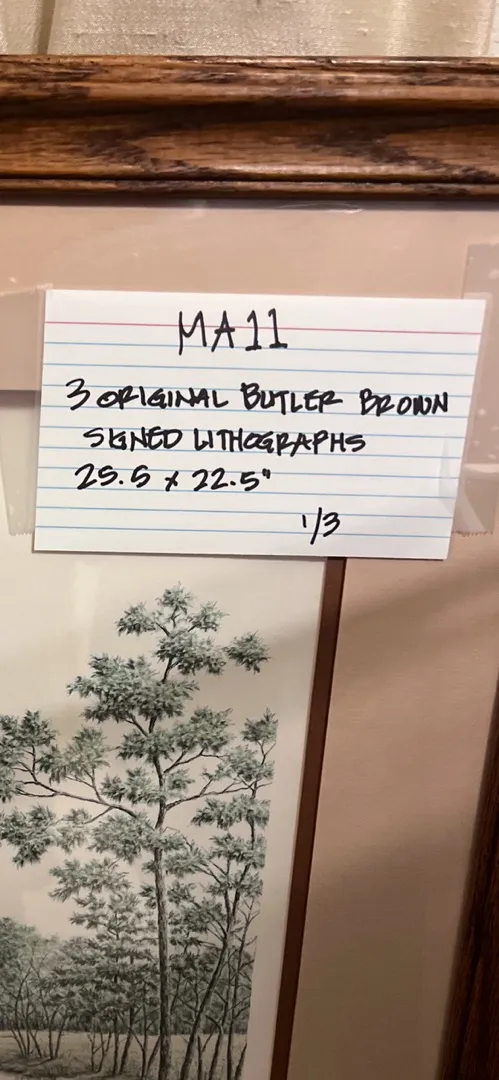 MA11
3 ORIGINAL BUTLER BROWN
SIGNED LITHOGRAPHS
25.5 x 22.5"
1/3